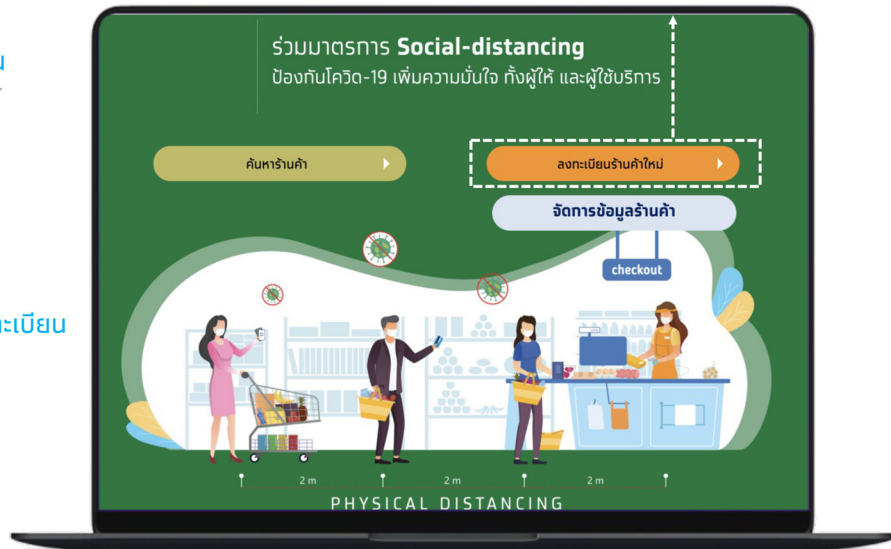 ร่วมมาตรการ Social-distancing
ป้องกันโควิด-19 เพิ่มความมั่นใจ ทั้งผู้ให้ และผู้ใช้บริการ
ค้นหาร้านค้า
ลงทะเบียนร้านค้าใหม่
จัดการข้อมูลร้านค้า
checkout
2 m
2 m
2 m
PHYSICAL DISTANCING